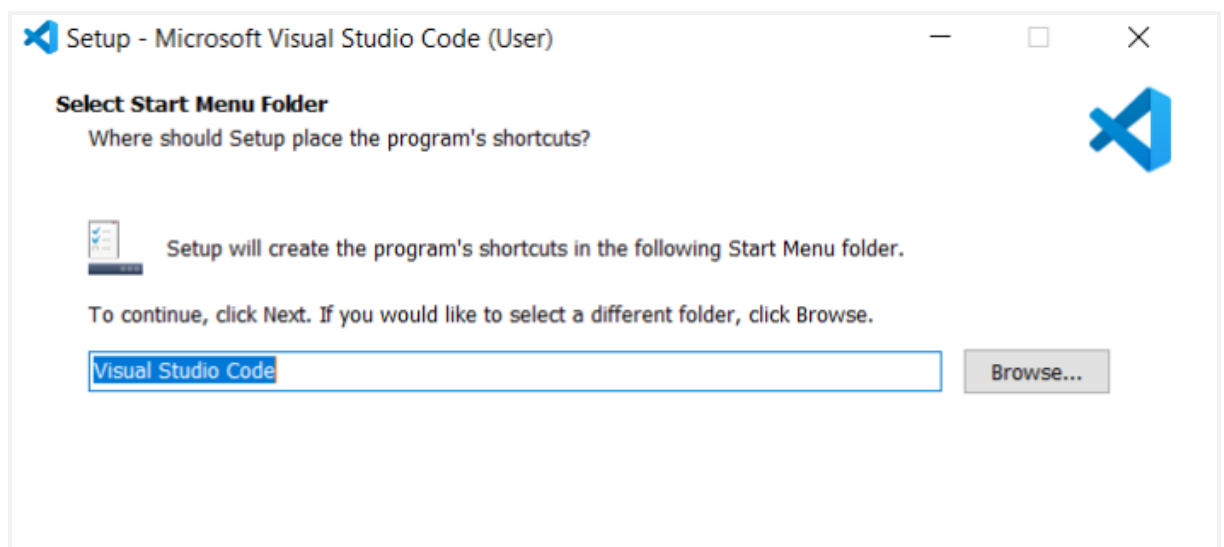 Setup - Microsoft Visual Studio Code (User)
Select Start Menu Folder
Where should Setup place the program's shortcuts?
Setup will create the program's shortcuts in the following Start Menu folder.
To continue, click Next. If you would like to select a different folder, click Browse.
Visual Studio Code
Browse...